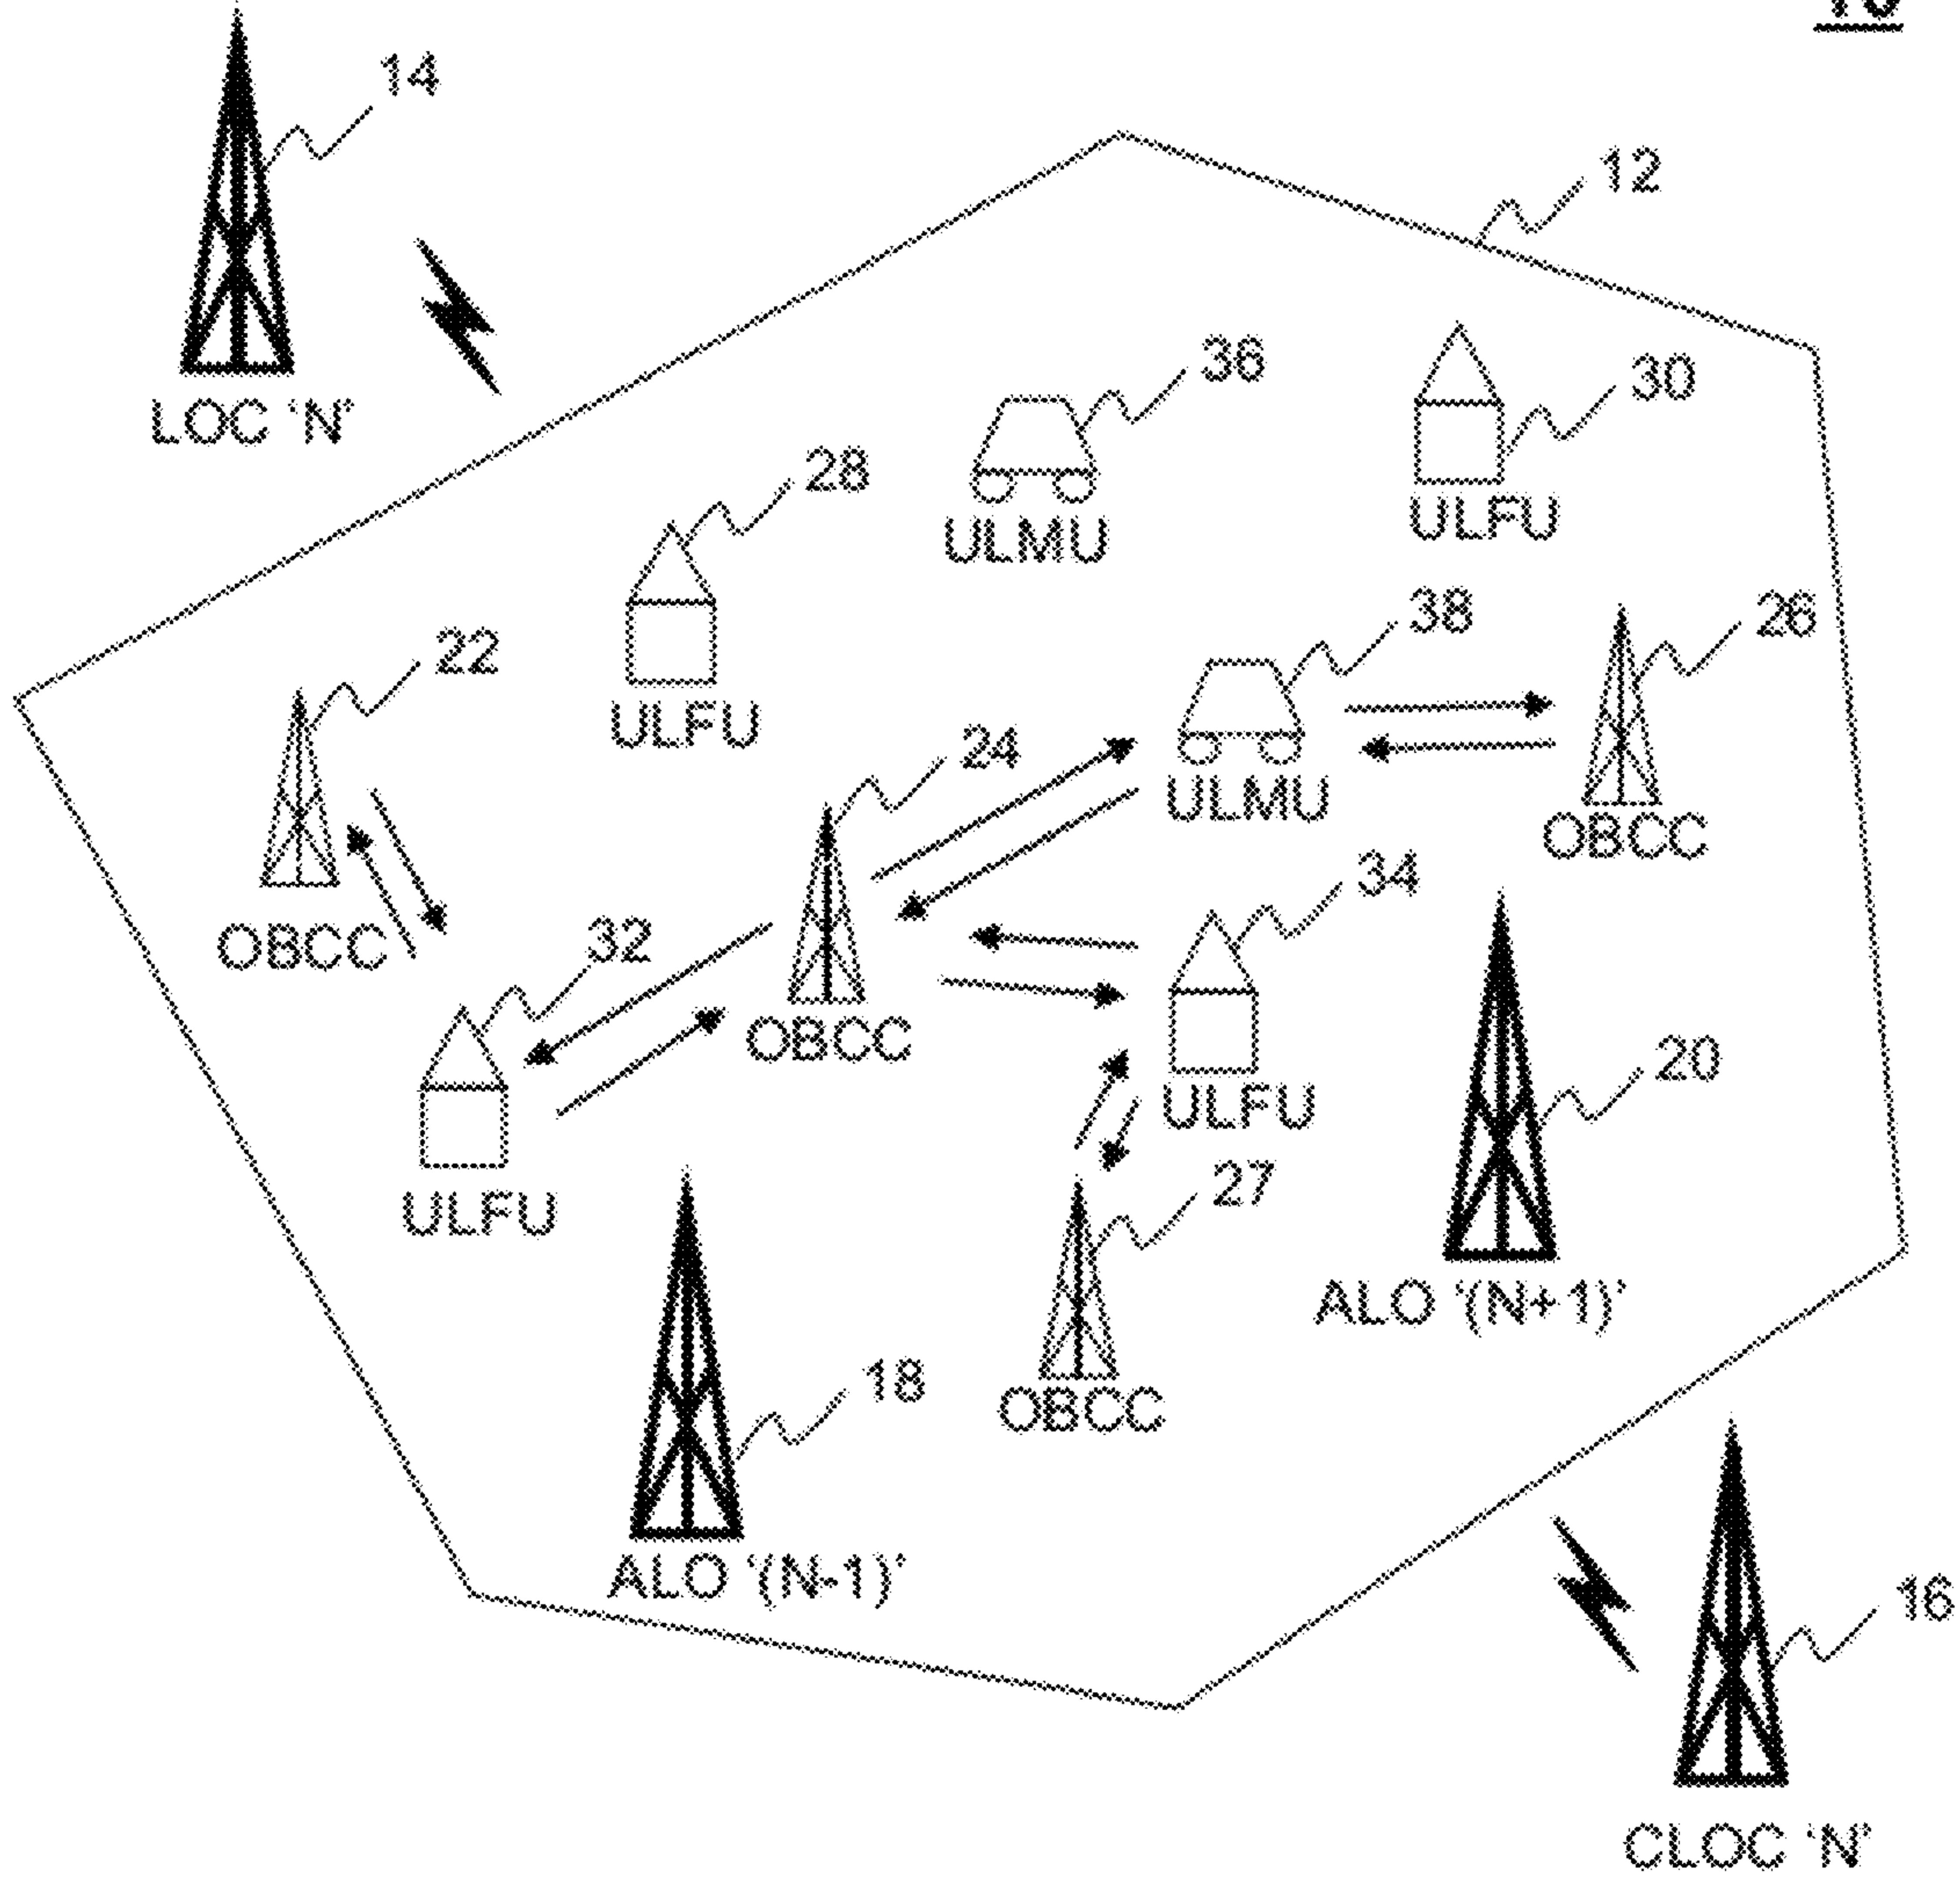 14
12
LOC 'N'
36
30
28
ULMU
ULFU
22
ULFU
38
26
24
ULMU
OBCC
OBCC
32
34
OBCC
ULFU
20
ULFU
27
ALO '(N+1)'
18
OBCC
ALO '(N-1)'
16
CLOC 'N'